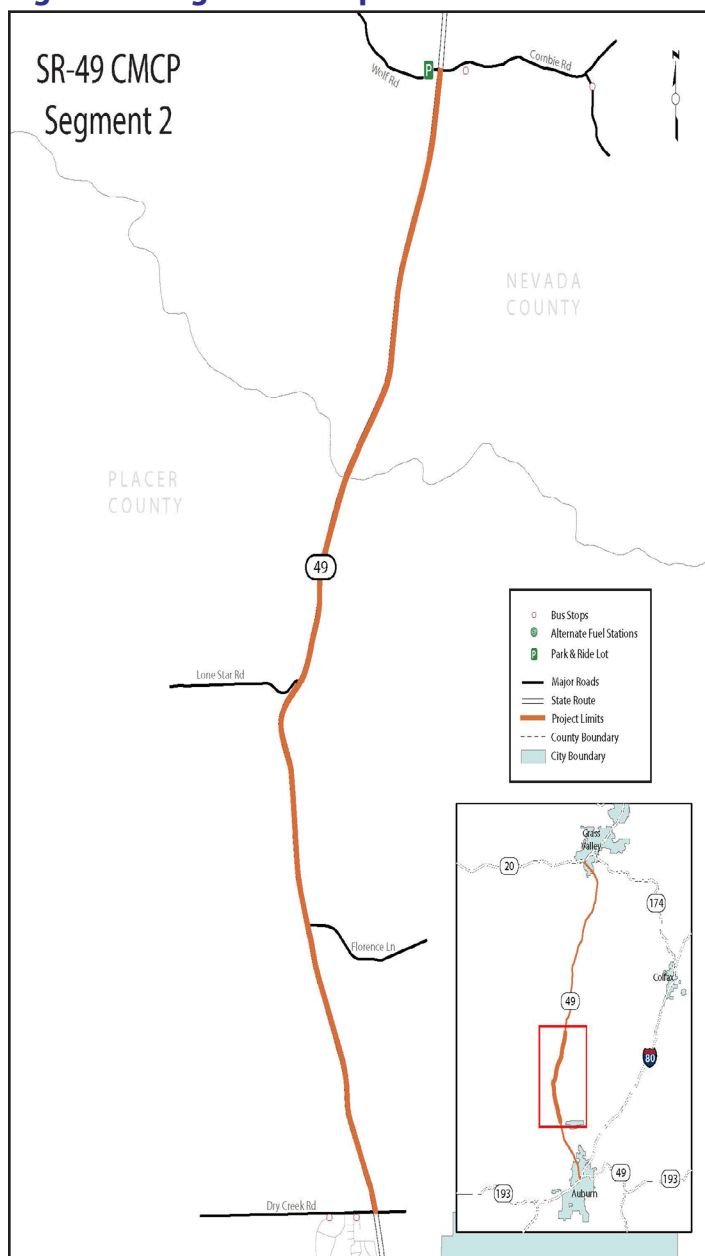 SR-49 CMCP
Segment 2
P
Wolf Rd
Combie Rd
N
NEVADA
COUNTY
PLACER
COUNTY
49
Lone Star Rd
Bus Stops
Alternate Fuel Stations
P Park & Ride Lot
Major Roads
State Route
Project Limits
County Boundary
City Boundary
Florence Ln
Dry Creek Rd
Grass
Valley
20
174
Colfax
49
80
49
193
193
Auburn